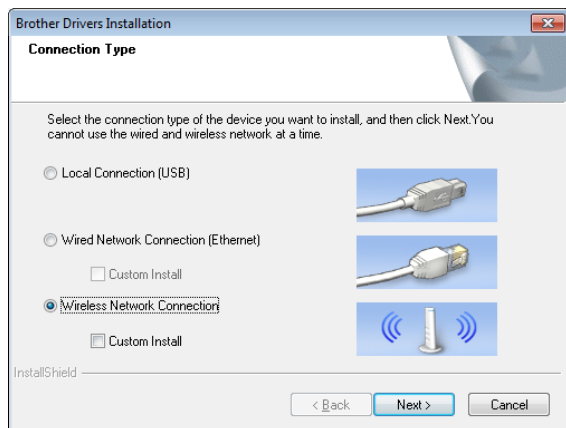 Brother Drivers Installation
Connection Type
Select the connection type of the device you want to install, and then click Next.You
cannot use the wired and wireless network at a time.
Local Connection (USB)
Wired Network Connection (Ethernet)
Custom Install
Wireless Network Connection
Custom Install
InstallShield
< Back
Next >
Cancel